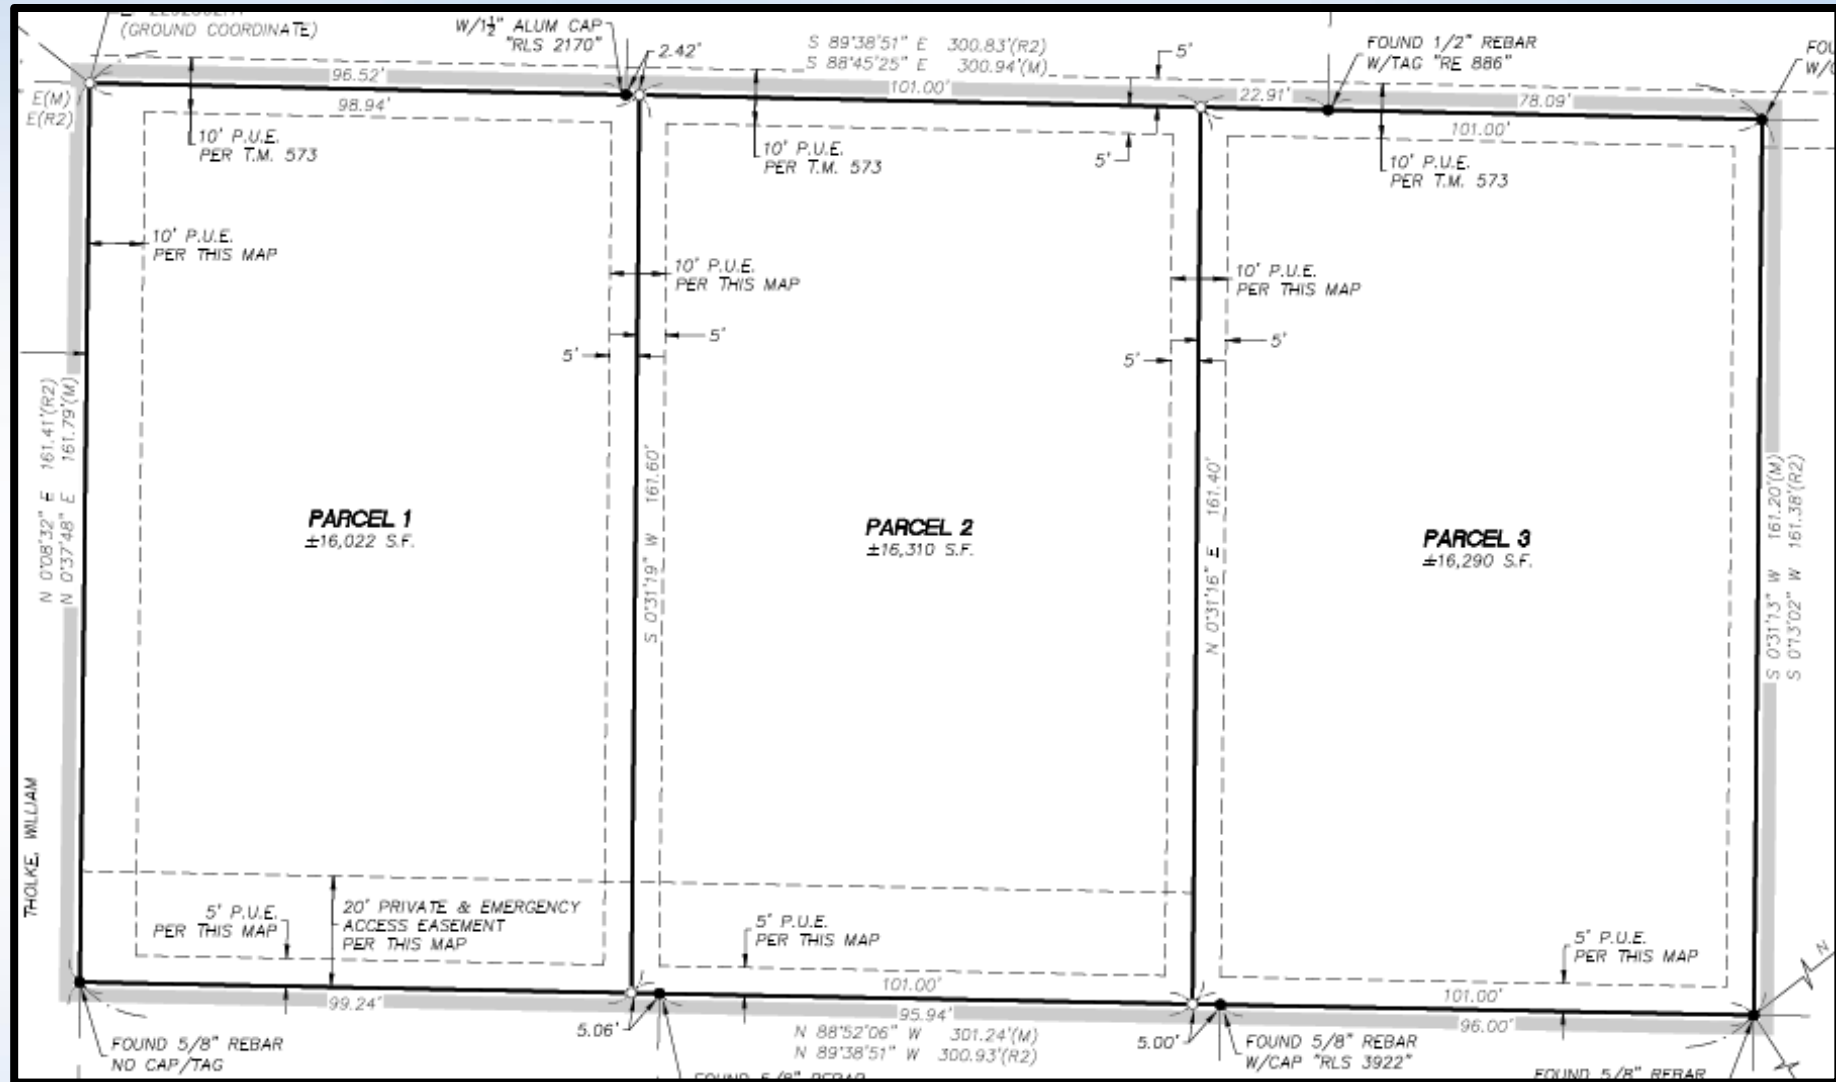 (GROUND COORDINATE)
W/1½" ALUM CAP
"RLS 2170"
2.42'
S 89°38'51" E 300.83'(R2)
S 88°45'25" E 300.94'(M)
5'
FOUND 1/2" REBAR
W/TAG "RE 886"
96.52'
98.94'
101.00'
22.91'
78.09'
101.00'
E(M)
E(R2)
10' P.U.E.
PER T.M. 573
10' P.U.E.
PER T.M. 573
5'
10' P.U.E.
PER T.M. 573
10' P.U.E.
PER THIS MAP
10' P.U.E.
PER THIS MAP
10' P.U.E.
PER THIS MAP
5'
5'
5'
5'
N 0°08'32" E 161.41'(R2)
N 0°37'48" E 161.79'(M)
S 0°31'19" W 161.60'
N 0°31'16" E 161.40'
S 0°31'13" W 161.20'(M)
S 0°13'02" W 161.38'(R2)
PARCEL 1
±16,022 S.F.
PARCEL 2
±16,310 S.F.
PARCEL 3
±16,290 S.F.
THOLKE, WILLIAM
5' P.U.E.
PER THIS MAP
20' PRIVATE & EMERGENCY
ACCESS EASEMENT
PER THIS MAP
5' P.U.E.
PER THIS MAP
5' P.U.E.
PER THIS MAP
N
99.24'
101.00'
95.94'
101.00'
96.00'
5.06'
5.00'
N 88°52'06" W 301.24'(M)
N 89°38'51" W 300.93'(R2)
FOUND 5/8" REBAR
NO CAP/TAG
FOUND 5/8" REBAR
W/CAP "RLS 3922"
FOUND 5/8" REBAR
FOUND 5/8" REBAR